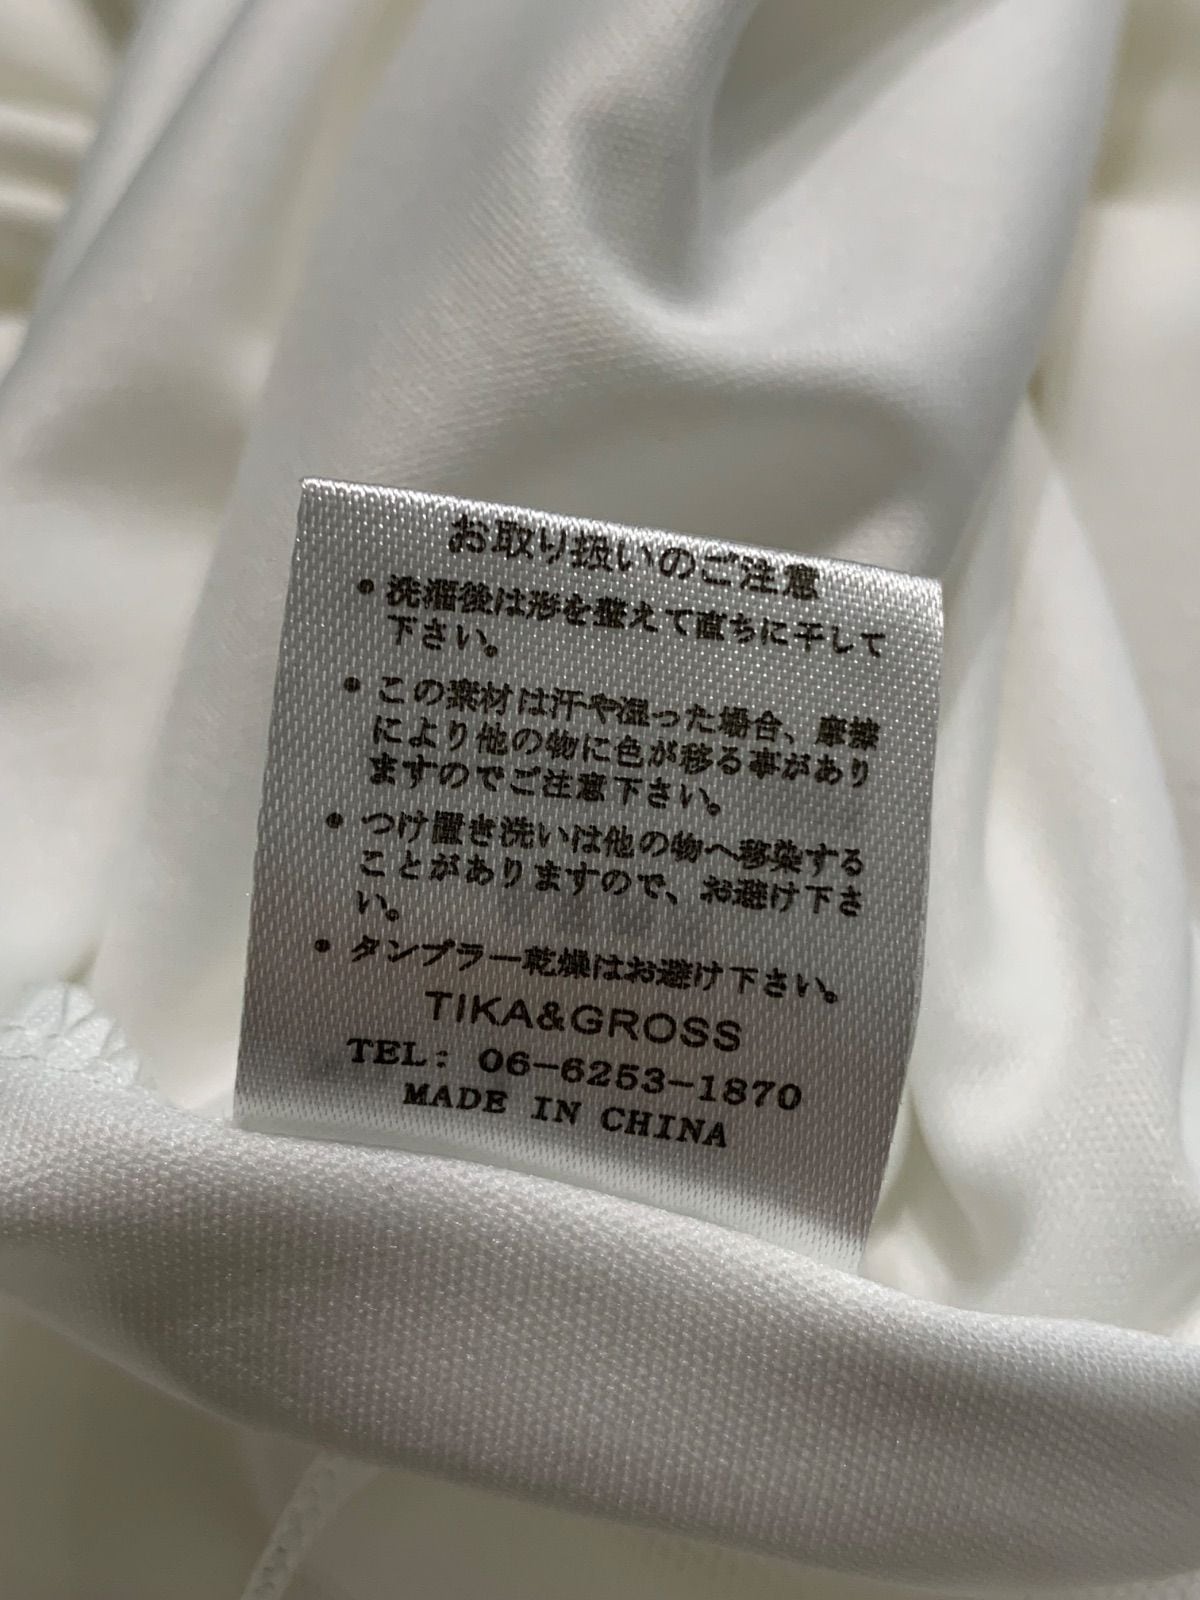 お取り扱いのご注意
・洗濯後は形を整えて直ちに干して
下さい。
・この素材は汗や湿った場合、摩擦
により他の物に色が移る事があり
ますのでご注意下さい。
・つけ置き洗いは他の物へ移染する
ことがありますので、お避け下さ
い。
・タンブラー乾燥はお避け下さい。
TIKA&GROSS
TEL: 06-6253-1870
MADE IN CHINA